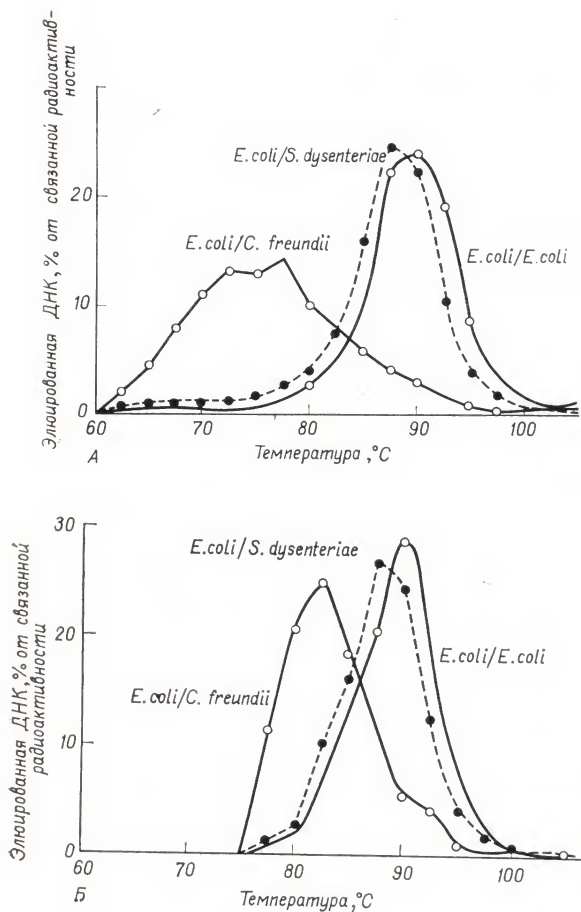 Элюированная ДНК, % от связанной радиоактив-
ности
20
10
0
E.coli/S. dysenteriae
E.coli/C. freundii
E.coli/E.coli
60
70
80
90
100
А
Температура, °C
Элюированная ДНК, % от связанной
радиоактивности
30
20
10
0
E.coli/S. dysenteriae
E.coli/C. freundii
E.coli/E.coli
60
70
80
90
100
Б
Температура, °C